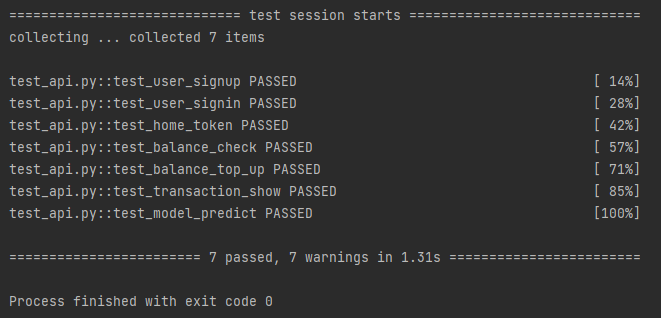 ============================= test session starts =============================
collecting ... collected 7 items
test_api.py::test_user_signup PASSED [ 14%]
test_api.py::test_user_signin PASSED [ 28%]
test_api.py::test_home_token PASSED [ 42%]
test_api.py::test_balance_check PASSED [ 57%]
test_api.py::test_balance_top_up PASSED [ 71%]
test_api.py::test_transaction_show PASSED [ 85%]
test_api.py::test_model_predict PASSED [100%]
======================== 7 passed, 7 warnings in 1.31s ========================
Process finished with exit code 0